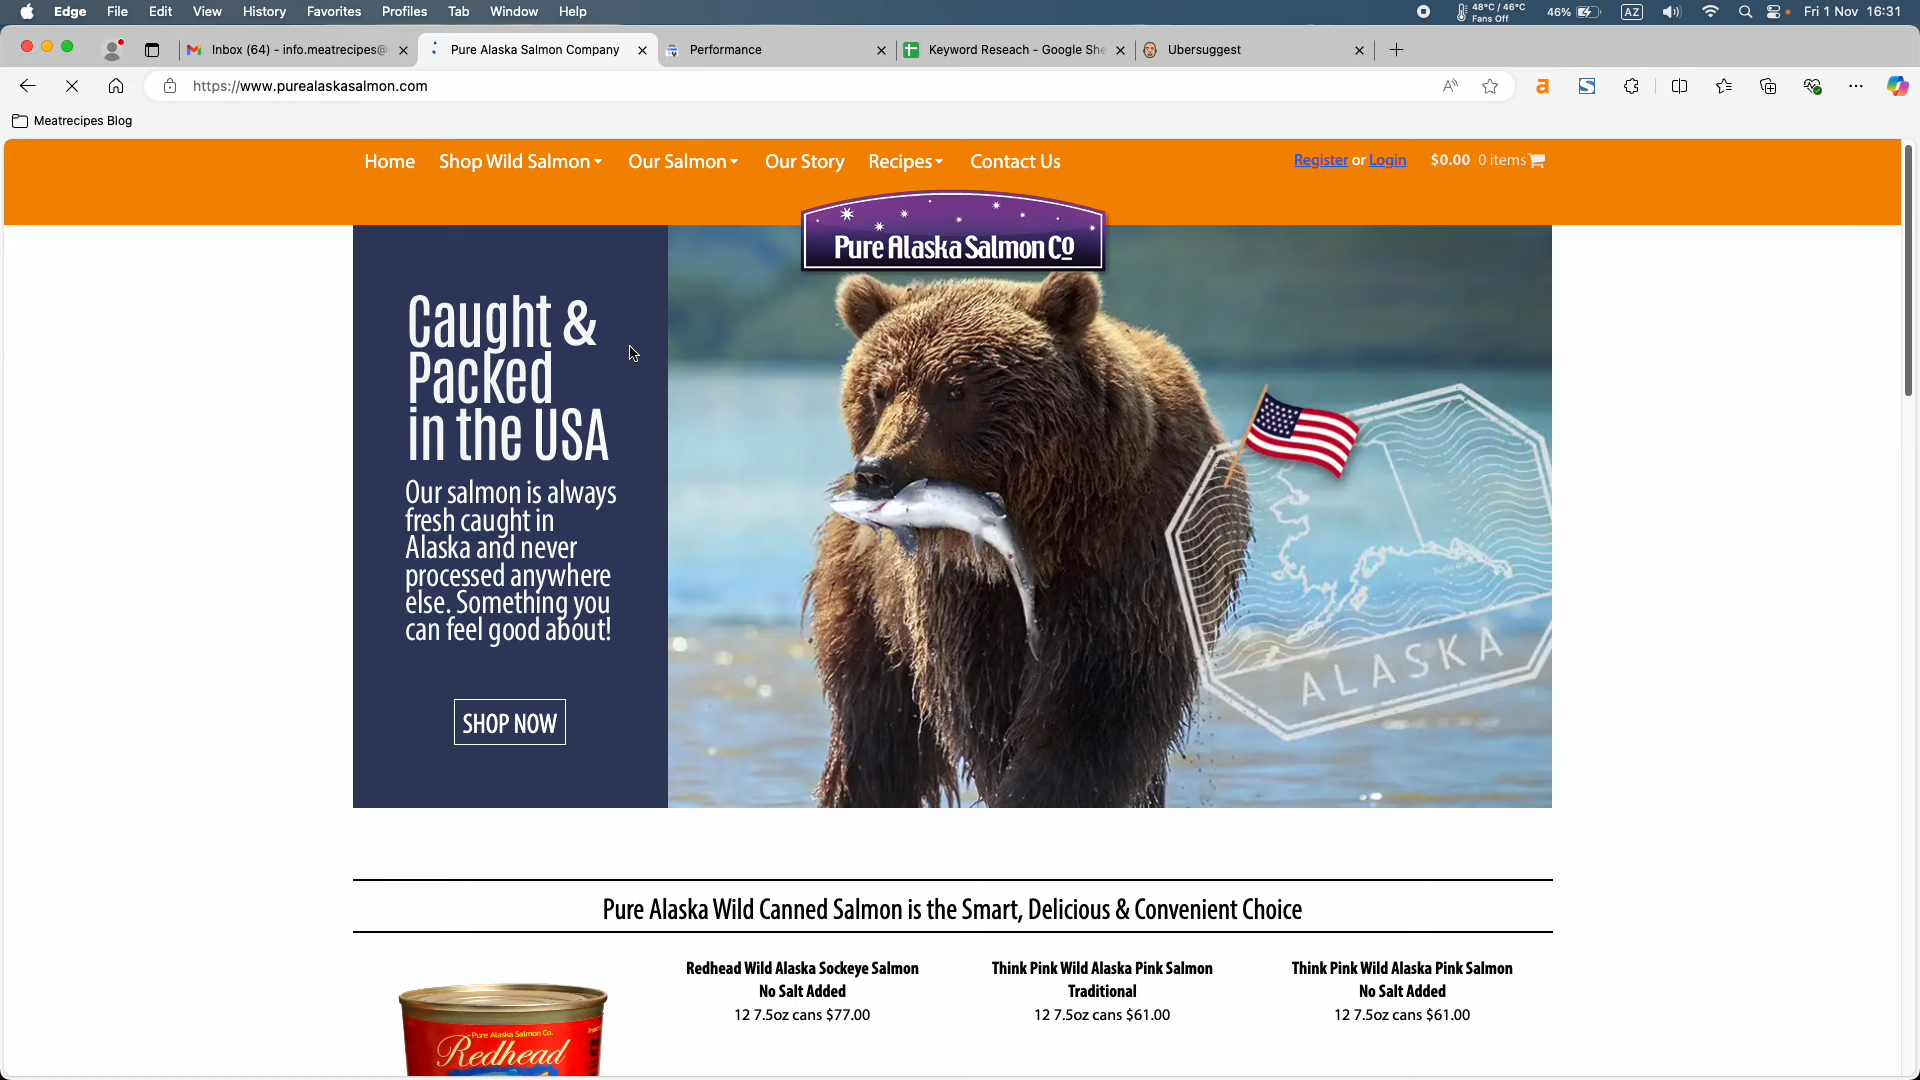 Edge File Edit View History Favorites Profiles Tab Window Help
48°C / 46°C
Fans Off
46%
AZ
Fri 1 Nov 16:31
Inbox (64) - info.meatrecipes@
Pure Alaska Salmon Company
Performance
Keyword Reseach - Google She
Ubersuggest
https://www.purealaskasalmon.com
Meatrecipes Blog
Home Shop Wild Salmon Our Salmon Our Story Recipes Contact Us
Register or Login $0.00 0 items
Pure Alaska Salmon Co
Caught &
Packed
in the USA
Our salmon is always
fresh caught in
Alaska and never
processed anywhere
else. Something you
can feel good about!
SHOP NOW
ALASKA
Pure Alaska Wild Canned Salmon is the Smart, Delicious & Convenient Choice
Redhead Wild Alaska Sockeye Salmon
No Salt Added
12 7.5oz cans $77.00
Think Pink Wild Alaska Pink Salmon
Traditional
12 7.5oz cans $61.00
Think Pink Wild Alaska Pink Salmon
No Salt Added
12 7.5oz cans $61.00
Pure Alaska Salmon Co.
Redhead